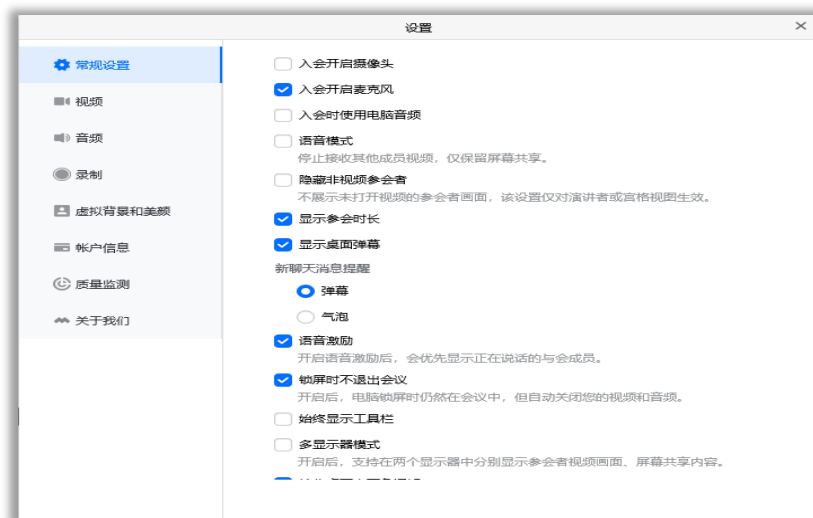 设置
常规设置
视频
音频
录制
虚拟背景和美颜
帐户信息
质量监测
关于我们
入会开启摄像头
入会开启麦克风
入会时使用电脑音频
语音模式
停止接收其他成员视频，仅保留屏幕共享。
隐藏非视频参会者
不展示未打开视频的参会者画面，该设置仅对演讲者或宫格视图生效。
显示参会时长
显示桌面弹幕
新聊天消息提醒
弹幕
气泡
语音激励
开启语音激励后，会优先显示正在说话的与会成员。
锁屏时不退出会议
开启后，电脑锁屏时仍然在会议中，但自动关闭您的视频和音频。
始终显示工具栏
多显示器模式
开启后，支持在两个显示器中分别显示参会者视频画面、屏幕共享内容。